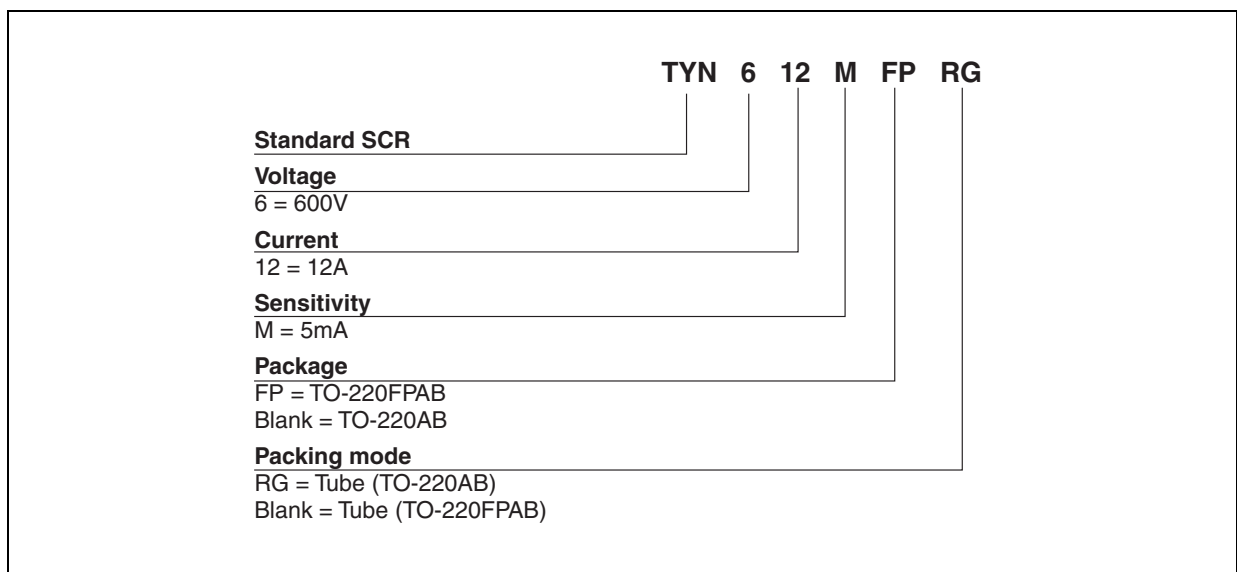 TYN 6 12 M FP RG
Standard SCR
Voltage
6 = 600V
Current
12 = 12A
Sensitivity
M = 5mA
Package
FP = TO-220FPAB
Blank = TO-220AB
Packing mode
RG = Tube (TO-220AB)
Blank = Tube (TO-220FPAB)